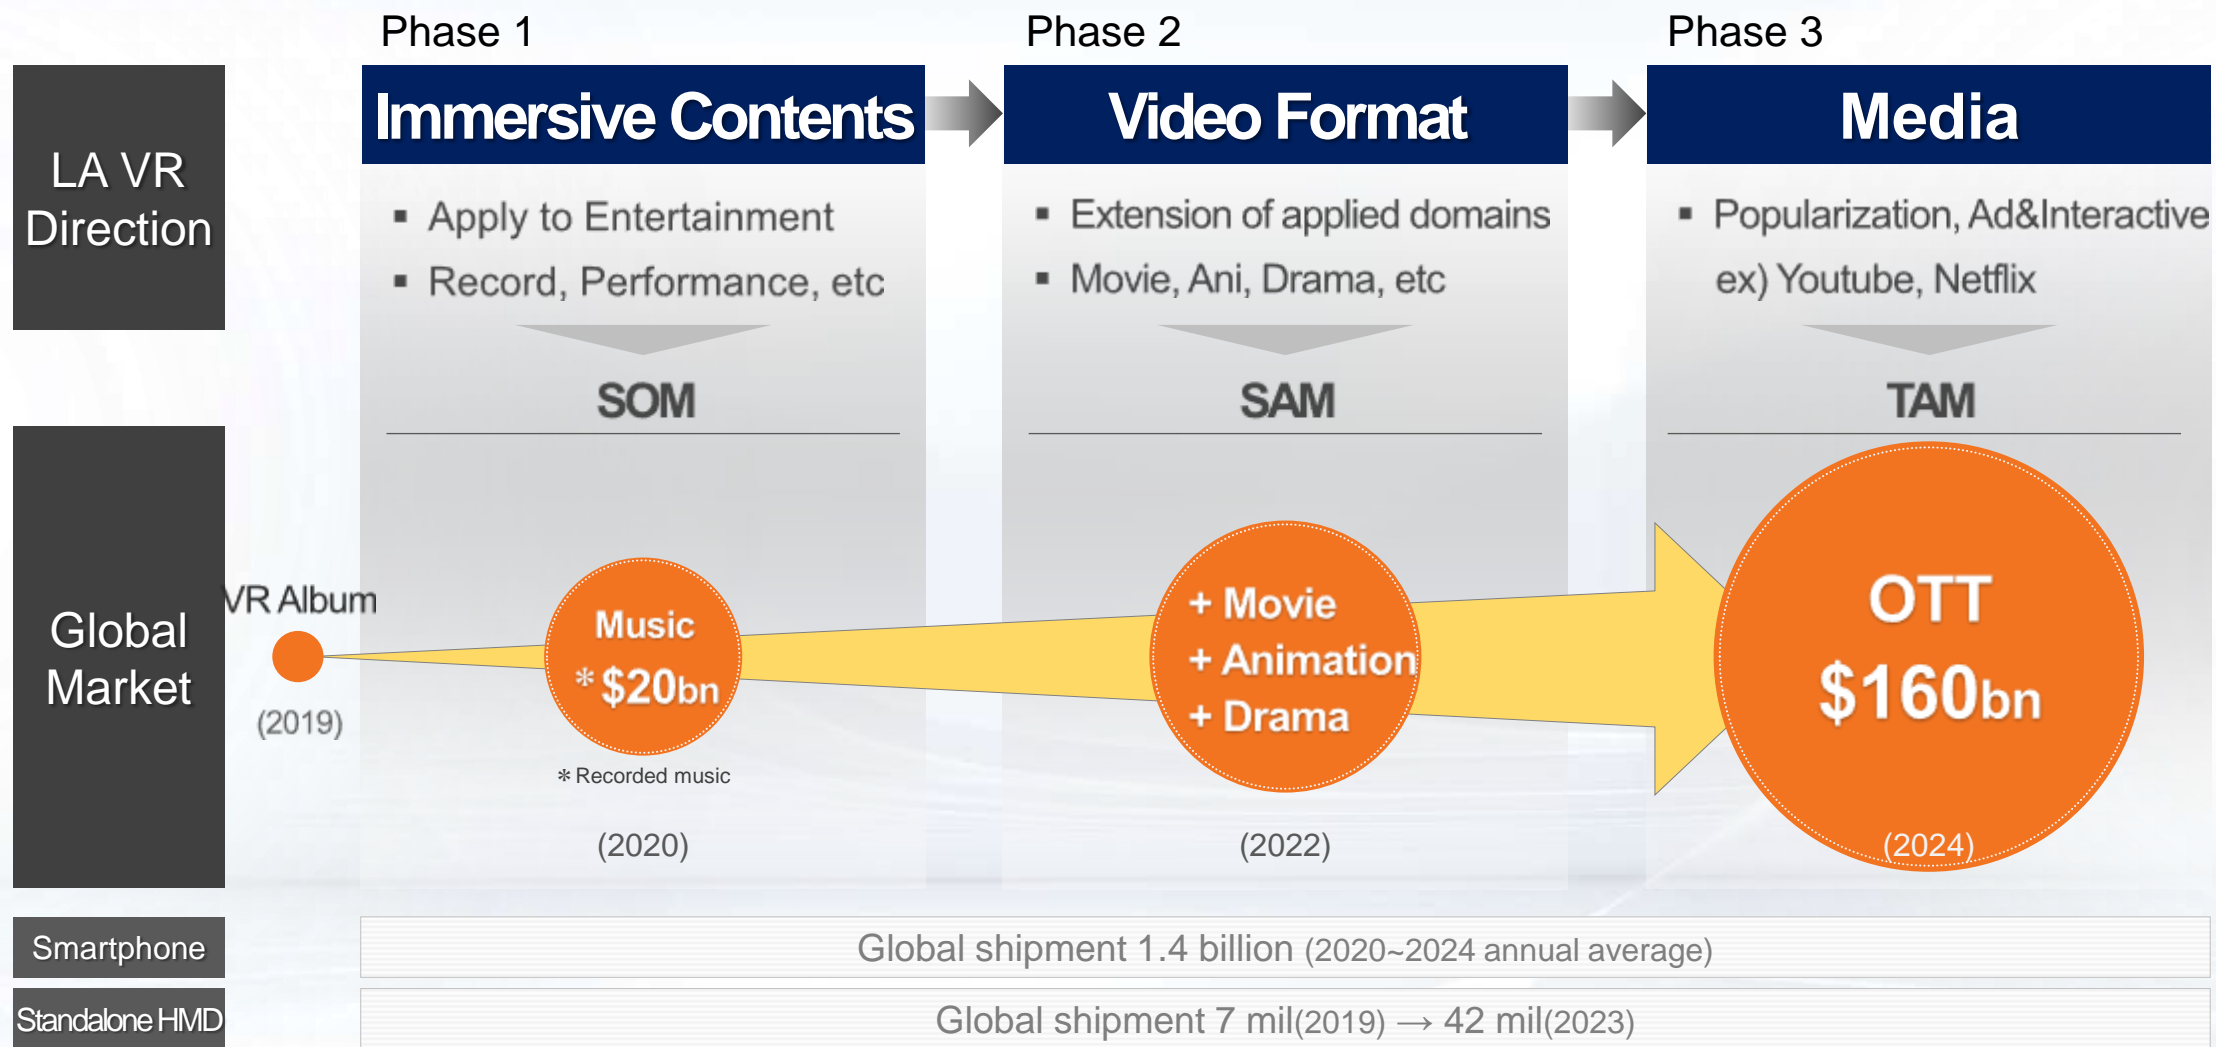 Phase 1
Phase 2
Phase 3
LA VR
Direction
Immersive Contents
Video Format
Media
▪ Apply to Entertainment
▪ Record, Performance, etc
▪ Extension of applied domains
▪ Movie, Ani, Drama, etc
▪ Popularization, Ad&Interactive
ex) Youtube, Netflix
SOM
SAM
TAM
Global
Market
VR Album
(2019)
Music
* $20bn
* Recorded music
(2020)
+ Movie
+ Animation
+ Drama
(2022)
OTT
$160bn
(2024)
Smartphone
Global shipment 1.4 billion (2020~2024 annual average)
Standalone HMD
Global shipment 7 mil(2019) → 42 mil(2023)